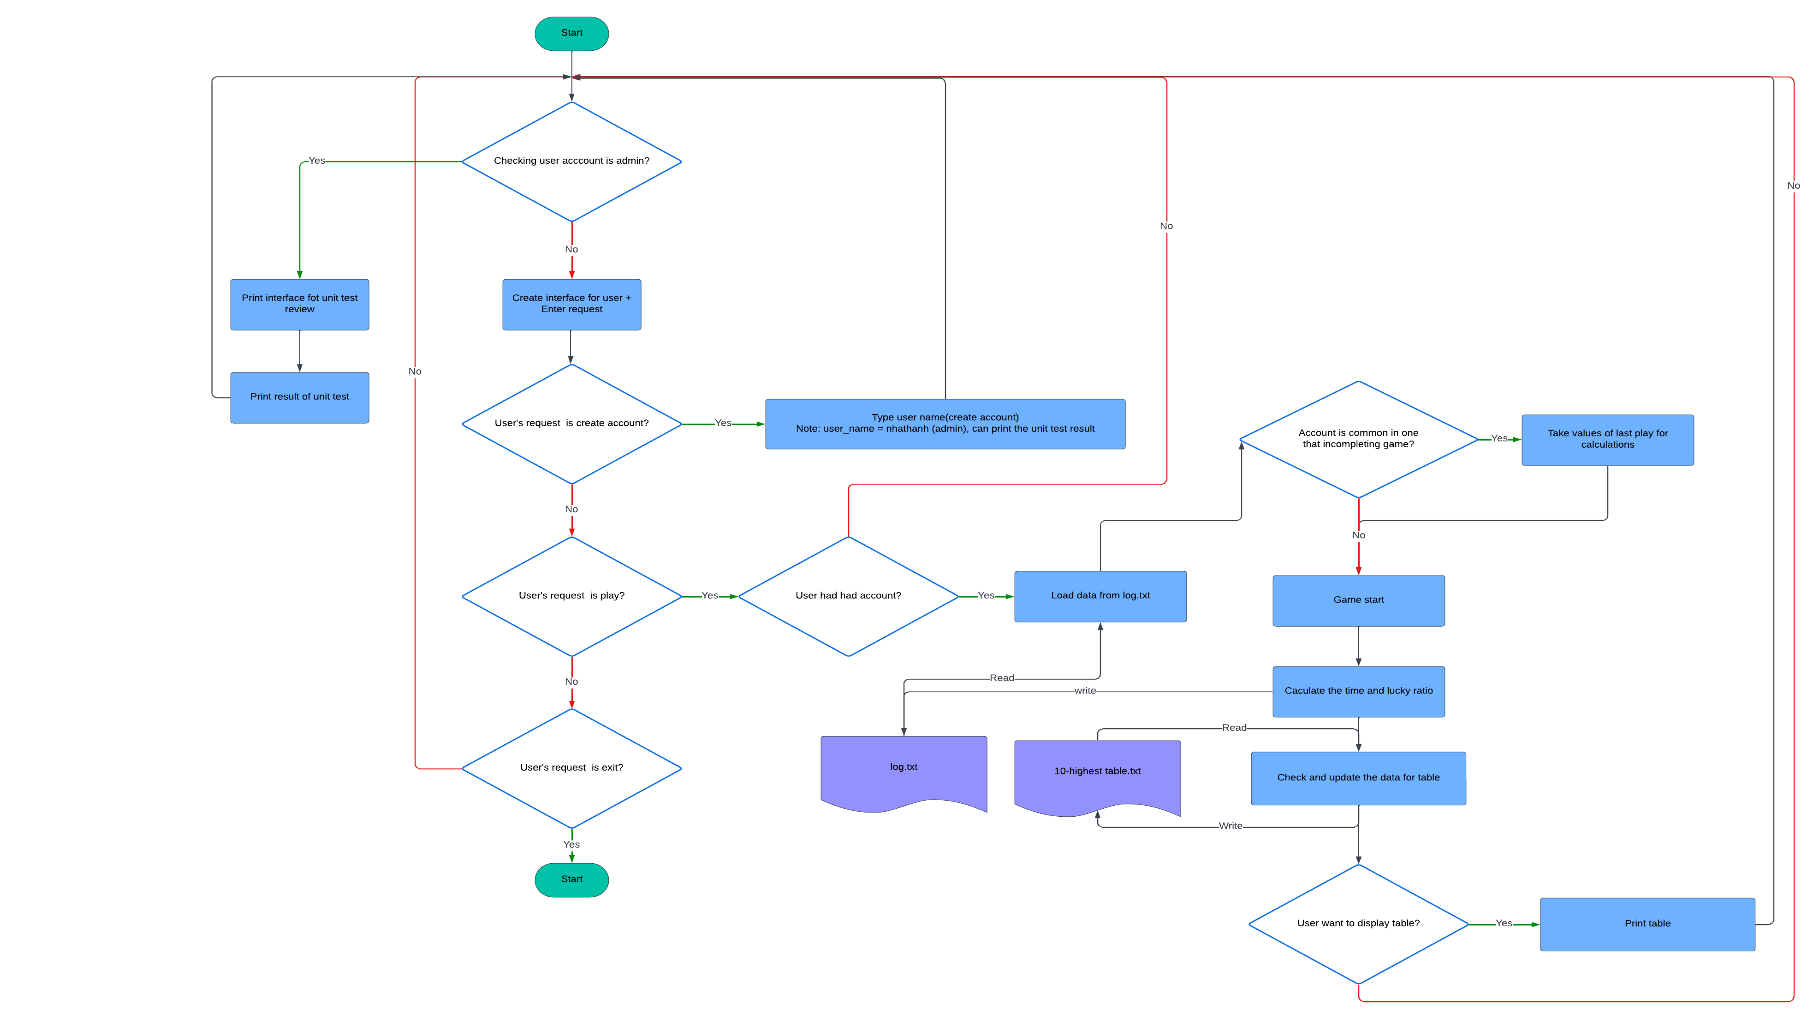 Start
Checking user acccount is admin?
Yes
No
No
No
Print interface fot unit test
review
Create interface for user +
Enter request
No
Print result of unit test
User's request  is create account?
Yes
Type user name(create account)
Note: user_name = nhathanh (admin), can print the unit test result
Account is common in one
that incompleting game?
Yes
Take values of last play for
calculations
No
No
User's request  is play?
Yes
User had had account?
Yes
Load data from log.txt
Game start
No
Read
write
Caculate the time and lucky ratio
Read
User's request  is exit?
log.txt
10-highest table.txt
Check and update the data for table
Write
Yes
Start
User want to display table?
Yes
Print table